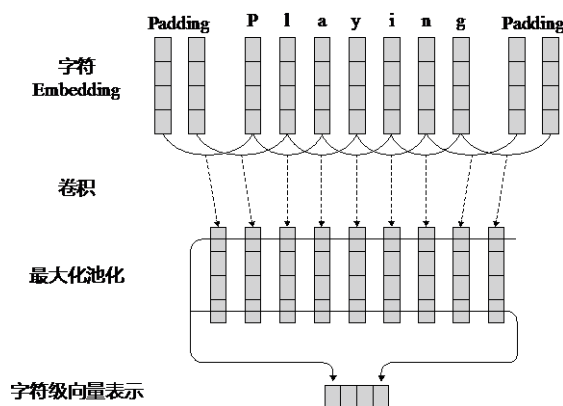 Padding P l a y i n g Padding
字符
Embedding
卷积
最大化池化
字符级向量表示